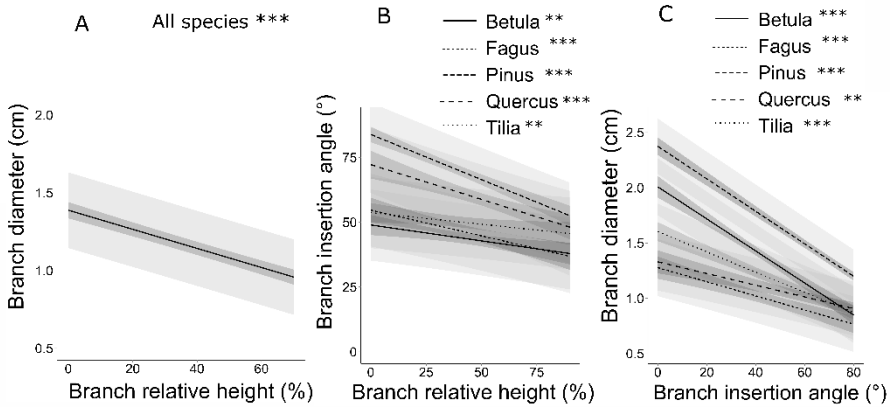 A All species ***
Branch diameter (cm)
2.0
1.5
1.0
0.5
0 20 40 60
Branch relative height (%)
B
Betula **
Fagus ***
Pinus ***
Quercus ***
Tilia **
Branch insertion angle (°)
75
50
25
0
0 25 50 75
Branch relative height (%)
C
Betula ***
Fagus ***
Pinus ***
Quercus **
Tilia ***
Branch diameter (cm)
2.5
2.0
1.5
1.0
0.5
0 20 40 60 80
Branch insertion angle (°)